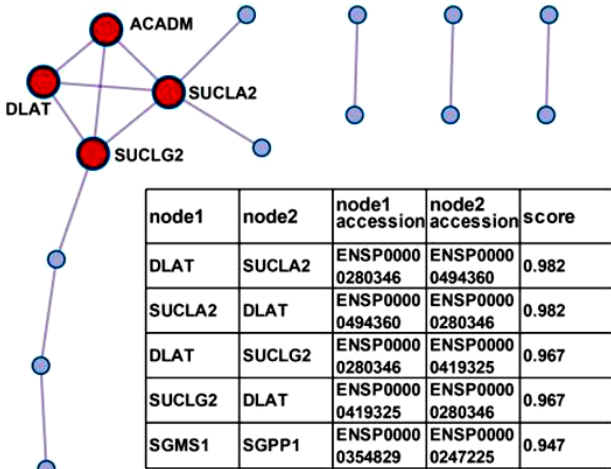 ACADM
SUCLA2
DLAT
SUCLG2
node1 node2 node1 accession node2 accession score
DLAT SUCLA2 ENSP0000 0280346 ENSP0000 0494360 0.982
SUCLA2 DLAT ENSP0000 0494360 ENSP0000 0280346 0.982
DLAT SUCLG2 ENSP0000 0280346 ENSP0000 0419325 0.967
SUCLG2 DLAT ENSP0000 0419325 ENSP0000 0280346 0.967
SGMS1 SGPP1 ENSP0000 0354829 ENSP0000 0247225 0.947